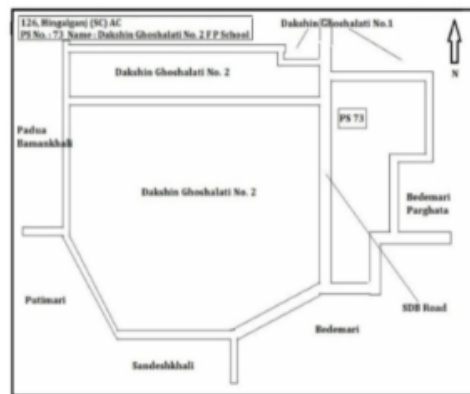 126, Hingalganj (SC) AC
PS No. : 73 Name : Dakshin Ghoshalati No. 2 F P School
Dakshin Ghoshalati No.1
N
Dakshin Ghoshalati No. 2
PS 73
Padua
Bamankhali
Dakshin Ghoshalati No. 2
Bedemari
Parghata
Putimari
SDB Road
Bedemari
Sandeshkhali